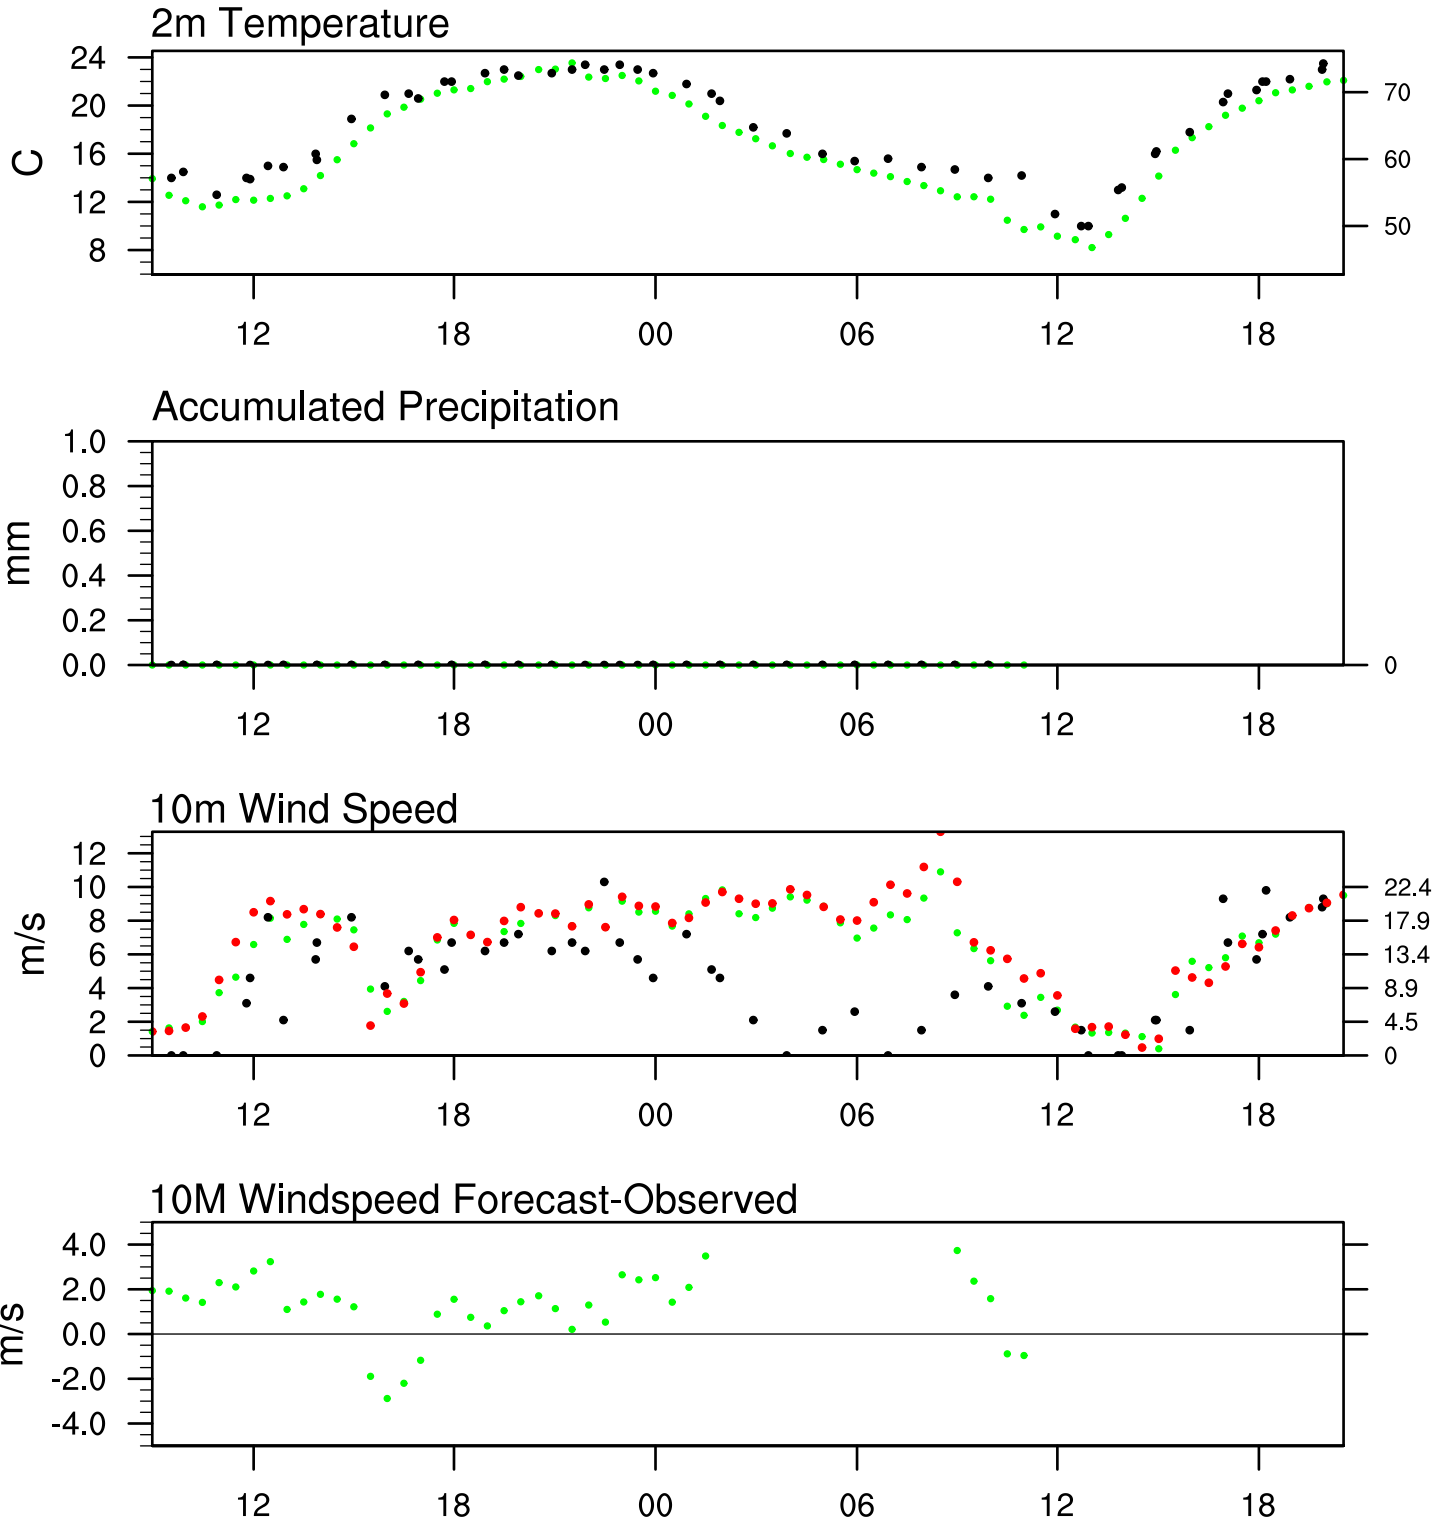 2m Temperature
24
20
16
12
8
C
70
60
50
12 18 00 06 12 18
Accumulated Precipitation
1.0
0.8
0.6
0.4
0.2
0.0
mm
0
12 18 00 06 12 18
10m Wind Speed
12
10
8
6
4
2
0
m/s
22.4
17.9
13.4
8.9
4.5
0
12 18 00 06 12 18
10M Windspeed Forecast-Observed
4.0
2.0
0.0
-2.0
-4.0
m/s
12 18 00 06 12 18